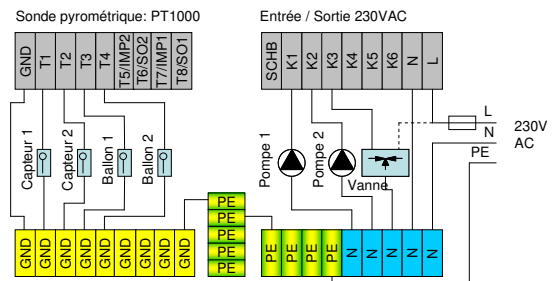 Sonde pyrométrique: PT1000
Entrée / Sortie 230VAC
GND
T1
T2
T3
T4
T5/IMP2
T6/SO2
T7/IMP1
T8/SO1
SCHB
K1
K2
K3
K4
K5
K6
N
L
Capteur 1
Capteur 2
Ballon 1
Ballon 2
Pompe 1
Pompe 2
Vanne
L
N
PE
230V
AC
PE
PE
PE
PE
PE
GND
GND
GND
GND
GND
GND
GND
GND
GND
PE
PE
PE
PE
N
N
N
N
N